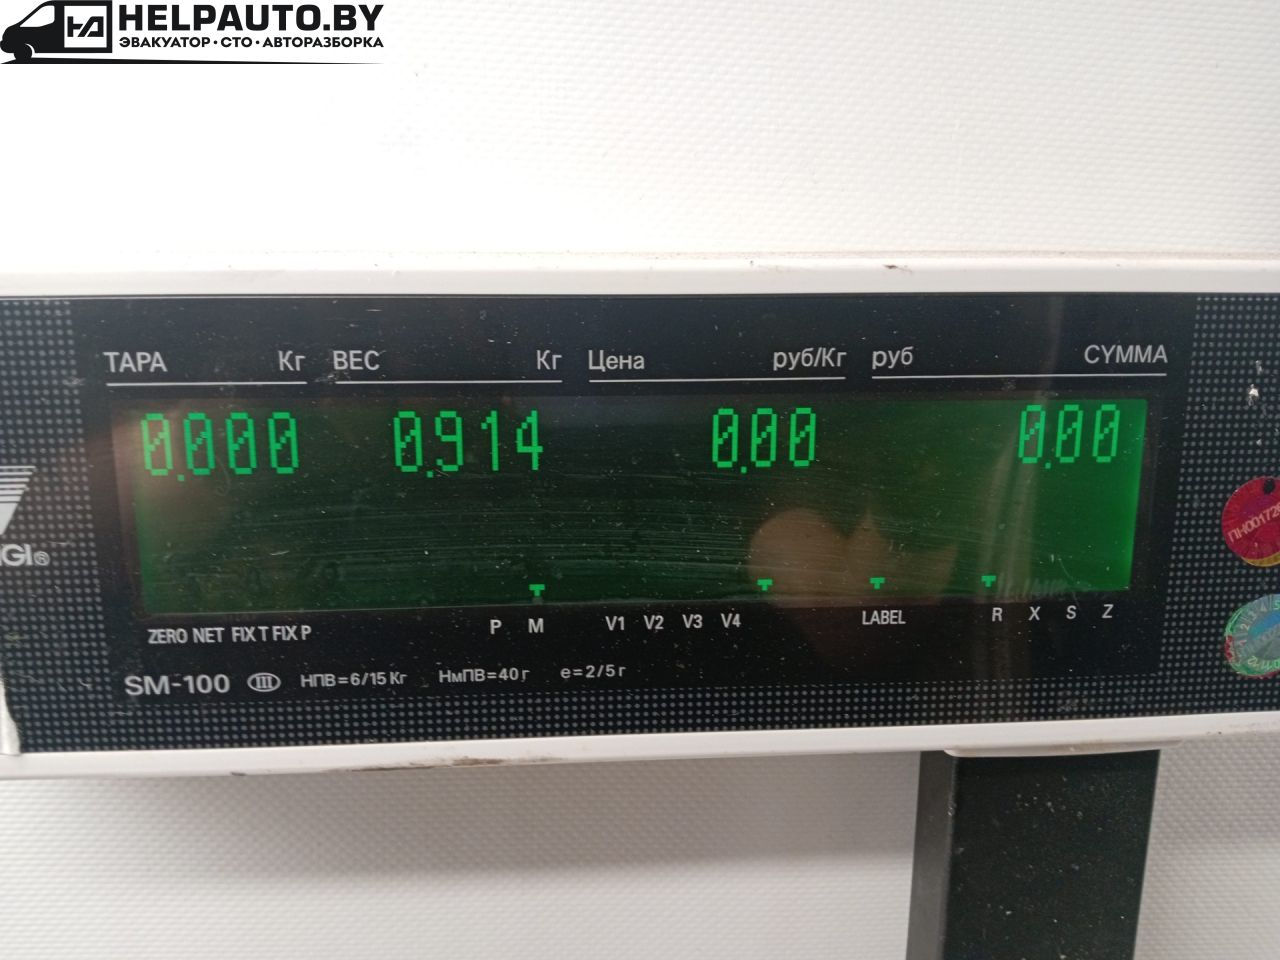 HELPAUTO.BY
ЭВАКУАТОР • СТО • АВТОРАЗБОРКА
ТАРА Кг ВЕС Кг Цена руб/Кг руб СУММА
0.000 0.914 0.00 0.00
ZERO NET FIX T FIX P P M V1 V2 V3 V4 LABEL R X S Z
SM-100 III НПВ=6/15 Кг НмПВ=40 г e=2/5 г